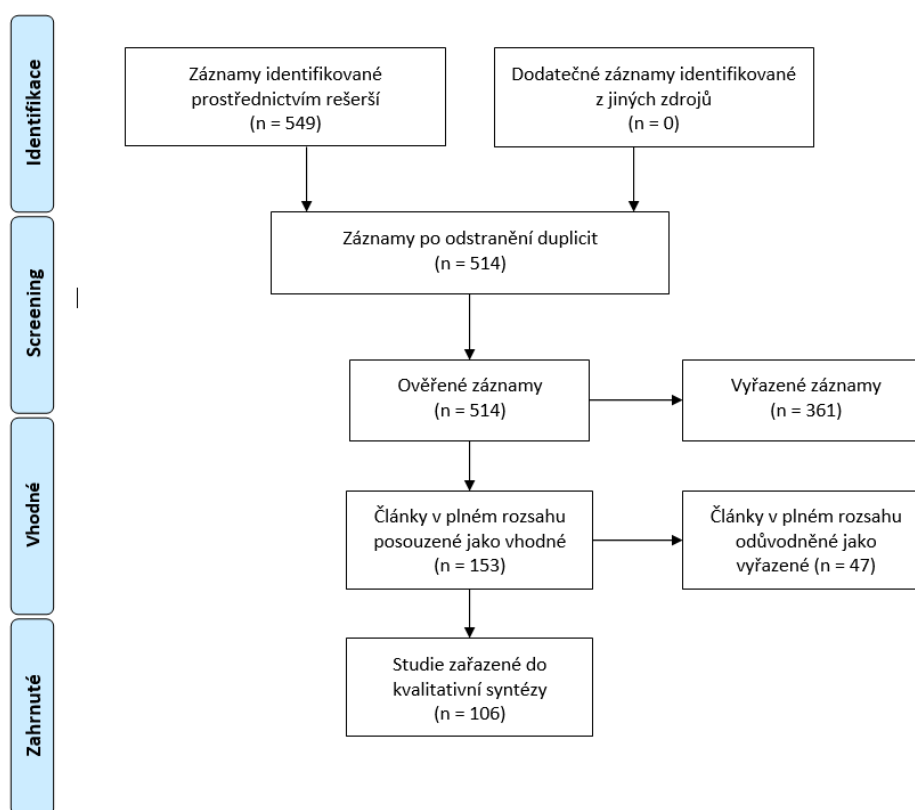 Identifikace
Záznamy identifikované
prostřednictvím rešerší
(n = 549)
Dodatečné záznamy identifikované
z jiných zdrojů
(n = 0)
Screening
Záznamy po odstranění duplicit
(n = 514)
Ověřené záznamy
(n = 514)
Vyřazené záznamy
(n = 361)
Vhodné
Články v plném rozsahu
posouzené jako vhodné
(n = 153)
Články v plném rozsahu
odůvodněné jako
vyřazené (n = 47)
Zahrnuté
Studie zařazené do
kvalitativní syntézy
(n = 106)